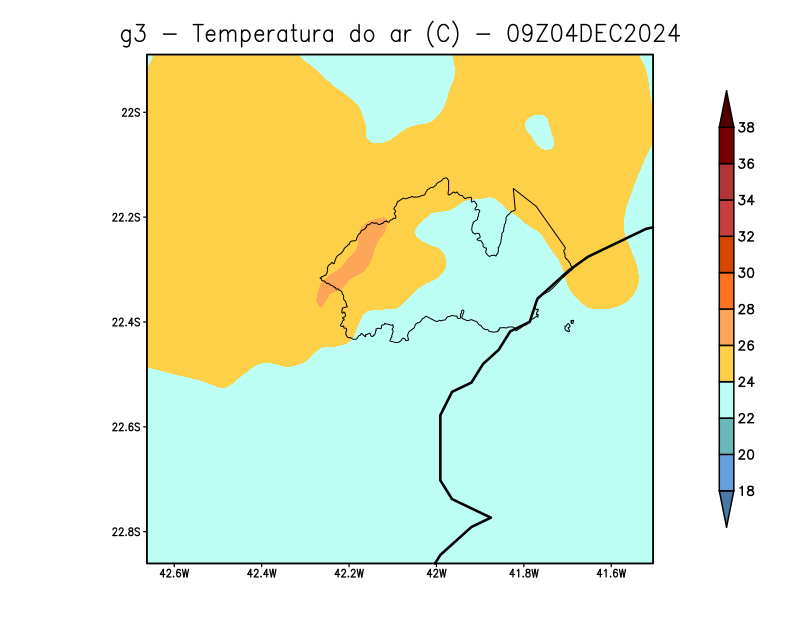 g3 - Temperatura do ar (C) - 09Z04DEC2024
22S
22.2S
22.4S
22.6S
22.8S
42.6W
42.4W
42.2W
42W
41.8W
41.6W
38
36
34
32
30
28
26
24
22
20
18